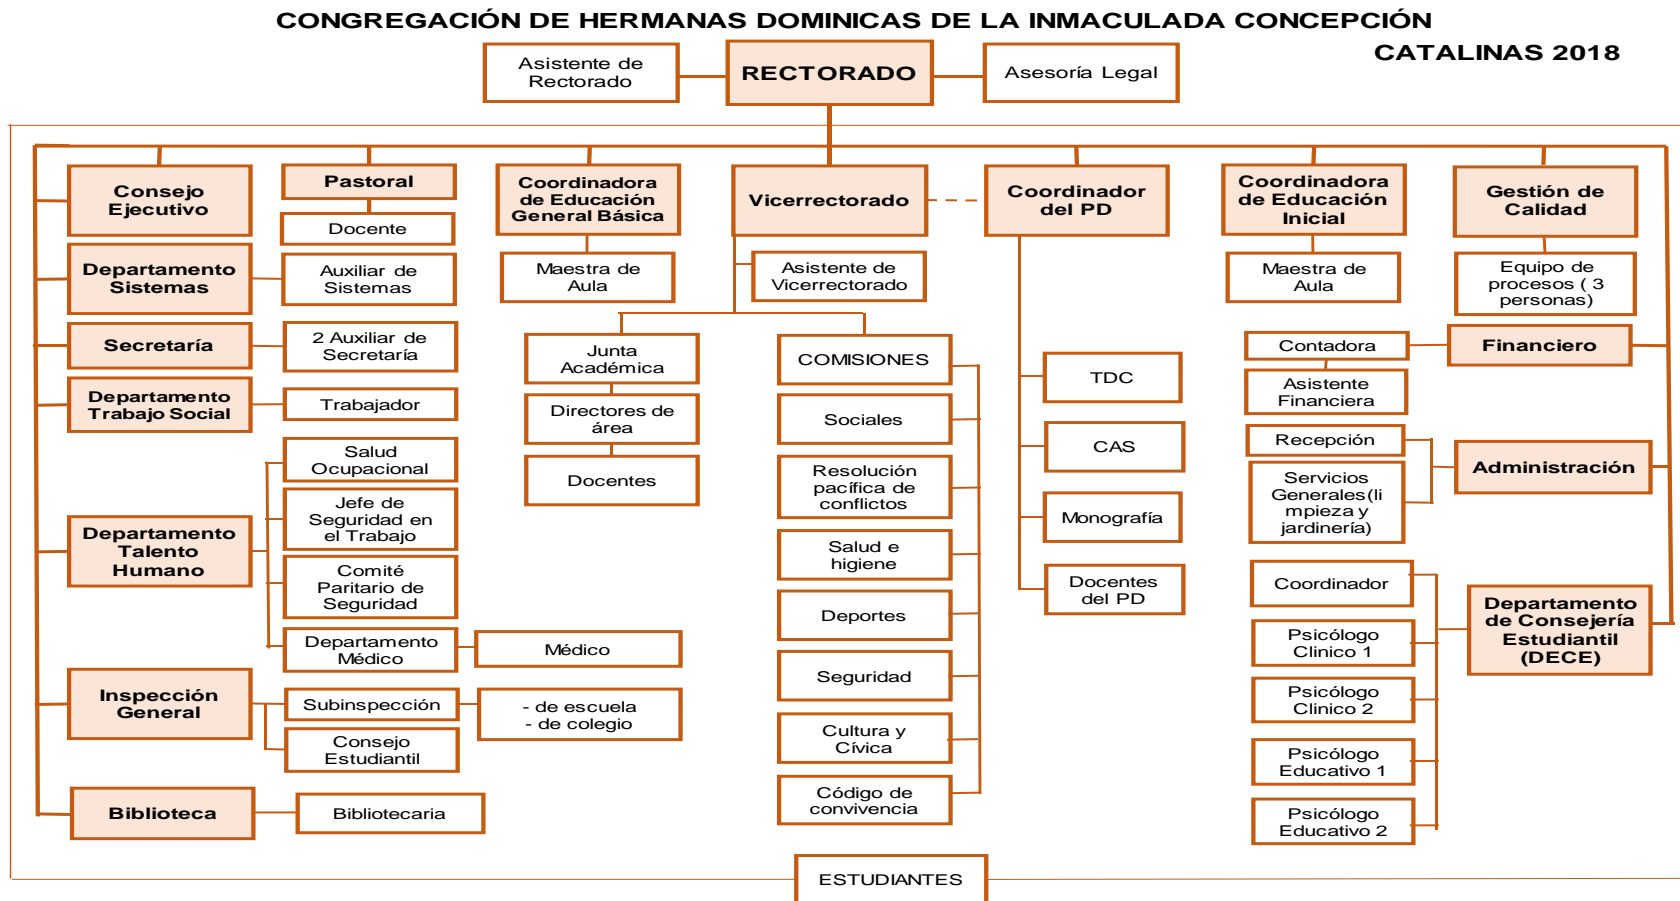 CONGREGACIÓN DE HERMANAS DOMINICAS DE LA INMACULADA CONCEPCIÓN
CATALINAS 2018
Asistente de
Rectorado
RECTORADO
Asesoría Legal
Consejo
Ejecutivo
Pastoral
Docente
Coordinadora
de Educación
General Básica
Maestra de
Aula
Vicerrectorado
Asistente de
Vicerrectorado
Coordinador
del PD
Coordinadora
de Educación
Inicial
Maestra de
Aula
Gestión de
Calidad
Equipo de
procesos ( 3
personas)
Departamento
Sistemas
Auxiliar de
Sistemas
Secretaría
2 Auxiliar de
Secretaría
Departamento
Trabajo Social
Trabajador
Departamento
Talento
Humano
Salud
Ocupacional
Jefe de
Seguridad en
el Trabajo
Comité
Paritario de
Seguridad
Departamento
Médico
Médico
Inspección
General
Subinspección
- de escuela
- de colegio
Consejo
Estudiantil
Biblioteca
Bibliotecaria
Junta
Académica
Directores de
área
Docentes
COMISIONES
Sociales
Resolución
pacífica de
conflictos
Salud e
higiene
Deportes
Seguridad
Cultura y
Cívica
Código de
convivencia
TDC
CAS
Monografía
Docentes
del PD
Contadora
Financiero
Asistente
Financiera
Recepción
Administración
Servicios
Generales(li
mpieza y
jardinería)
Coordinador
Departamento
de Consejería
Estudiantil
(DECE)
Psicólogo
Clinico 1
Psicólogo
Clinico 2
Psicólogo
Educativo 1
Psicólogo
Educativo 2
ESTUDIANTES